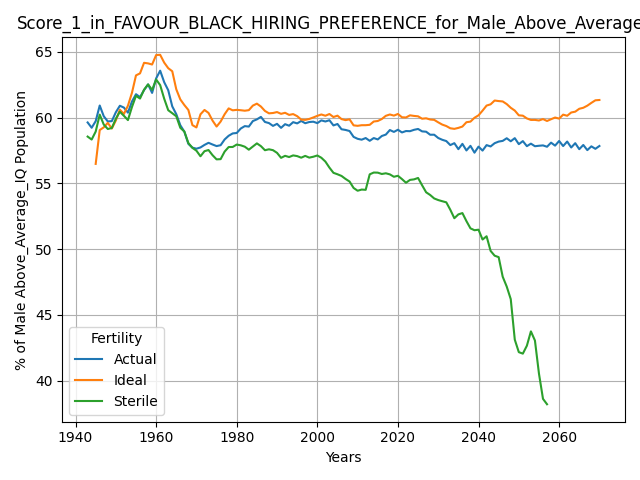 Score_1_in_FAVOUR_BLACK_HIRING_PREFERENCE_for_Male_Above_Average
% of Male Above_Average_IQ Population
65
60
55
50
45
40
Fertility
Actual
Ideal
Sterile
1940 1960 1980 2000 2020 2040 2060
Years